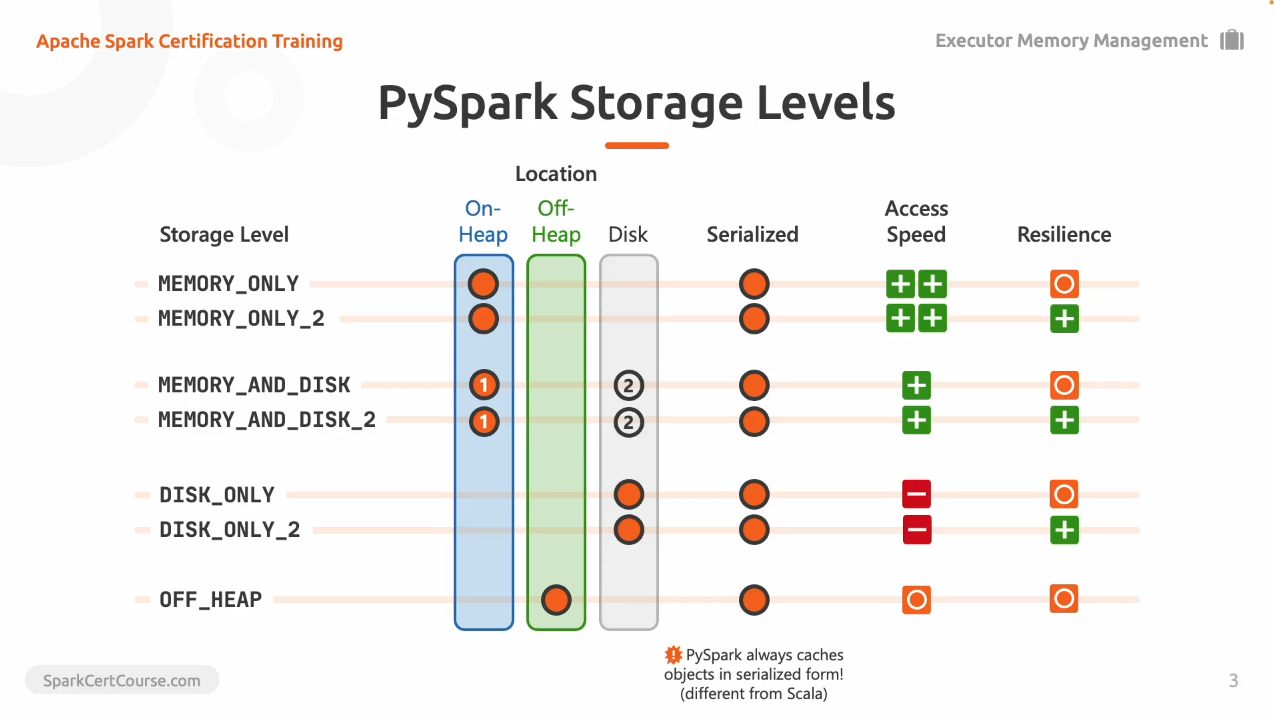 Apache Spark Certification Training
Executor Memory Management
PySpark Storage Levels
Location
Storage Level
On-
Heap
Off-
Heap
Disk
Serialized
Access
Speed
Resilience
MEMORY_ONLY
MEMORY_ONLY_2
MEMORY_AND_DISK 1 2
MEMORY_AND_DISK_2 1 2
DISK_ONLY
DISK_ONLY_2
OFF_HEAP
! PySpark always caches
objects in serialized form!
(different from Scala)
SparkCertCourse.com
3